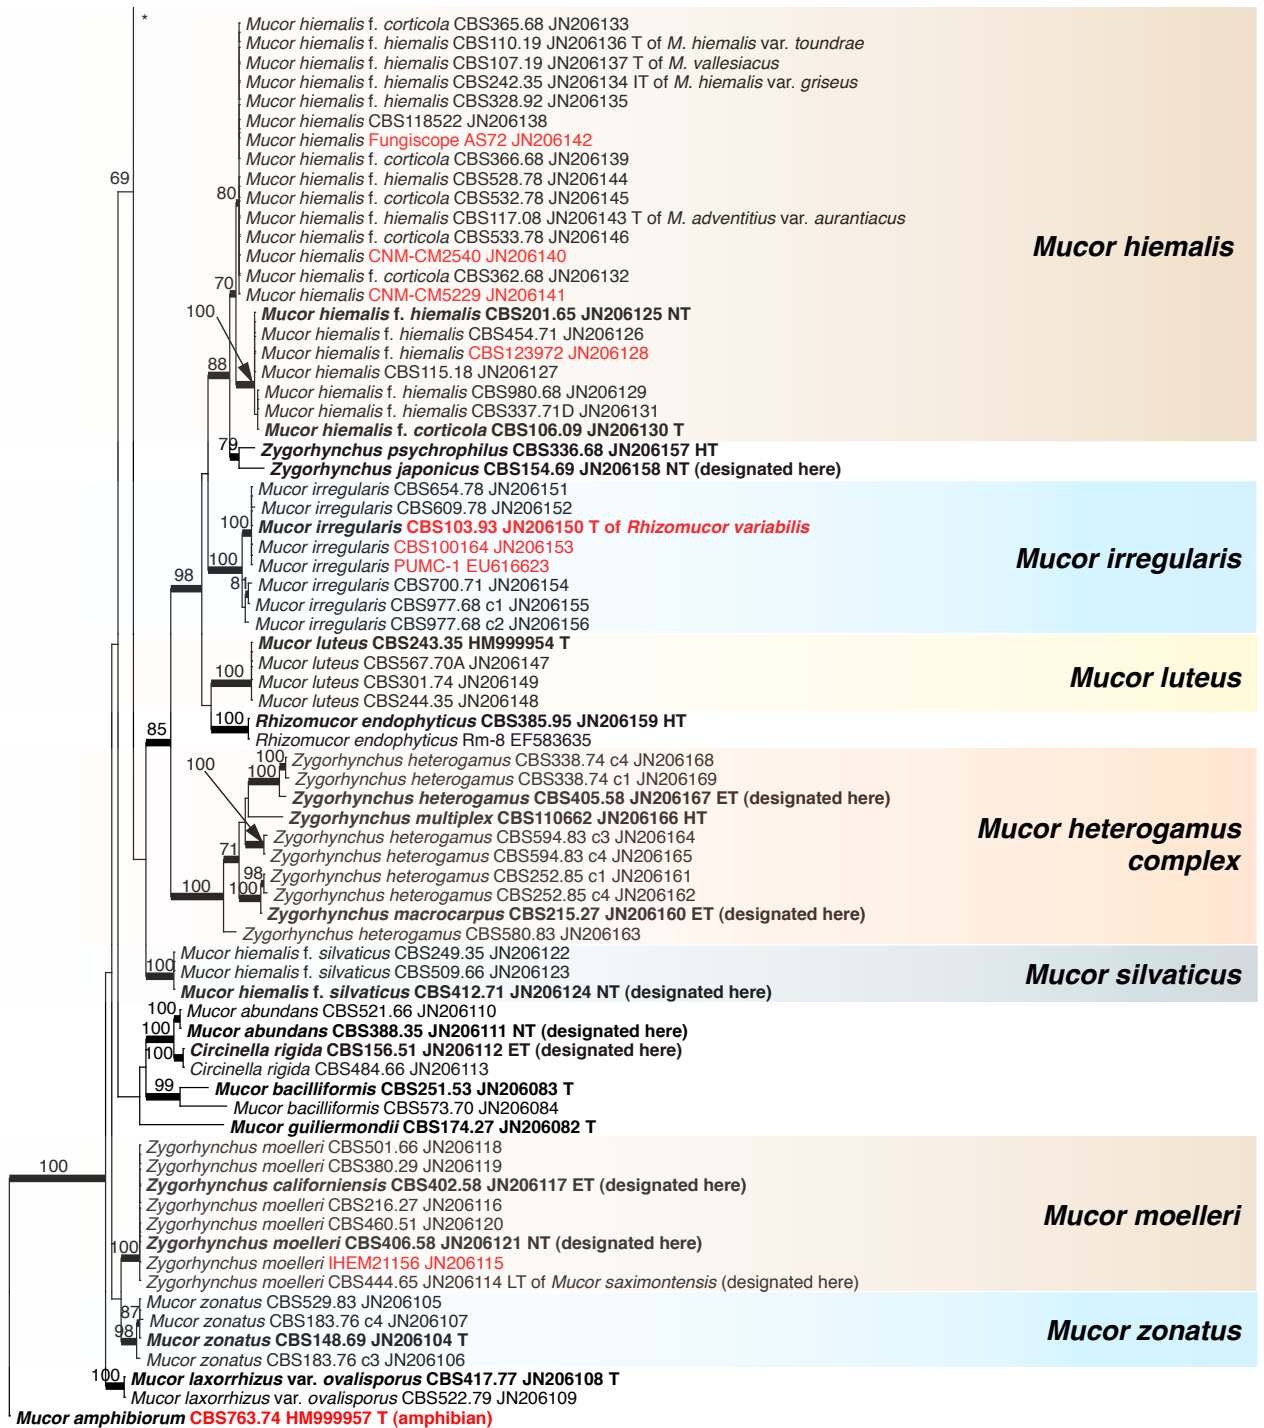 *
Mucor hiemalis f. corticola CBS365.68 JN206133
Mucor hiemalis f. hiemalis CBS110.19 JN206136 T of M. hiemalis var. toundrae
Mucor hiemalis f. hiemalis CBS107.19 JN206137 T of M. vallesiacus
Mucor hiemalis f. hiemalis CBS242.35 JN206134 IT of M. hiemalis var. griseus
Mucor hiemalis f. hiemalis CBS328.92 JN206135
Mucor hiemalis CBS118522 JN206138
Mucor hiemalis Fungiscope AS72 JN206142
Mucor hiemalis f. corticola CBS366.68 JN206139
69
Mucor hiemalis f. hiemalis CBS528.78 JN206144
80
Mucor hiemalis f. corticola CBS532.78 JN206145
Mucor hiemalis f. hiemalis CBS117.08 JN206143 T of M. adventitius var. aurantiacus
Mucor hiemalis f. corticola CBS533.78 JN206146
Mucor hiemalis
Mucor hiemalis CNM-CM2540 JN206140
Mucor hiemalis f. corticola CBS362.68 JN206132
70
Mucor hiemalis CNM-CM5229 JN206141
100
Mucor hiemalis f. hiemalis CBS201.65 JN206125 NT
Mucor hiemalis f. hiemalis CBS454.71 JN206126
Mucor hiemalis f. hiemalis CBS123972 JN206128
88
Mucor hiemalis CBS115.18 JN206127
Mucor hiemalis f. hiemalis CBS980.68 JN206129
Mucor hiemalis f. hiemalis CBS337.71D JN206131
Mucor hiemalis f. corticola CBS106.09 JN206130 T
79
Zygorhynchus psychrophilus CBS336.68 JN206157 HT
Zygorhynchus japonicus CBS154.69 JN206158 NT (designated here)
Mucor irregularis CBS654.78 JN206151
Mucor irregularis CBS609.78 JN206152
100
Mucor irregularis CBS103.93 JN206150 T of Rhizomucor variabilis
Mucor irregularis CBS100164 JN206153
Mucor irregularis
100
Mucor irregularis PUMC-1 EU616623
98
81
Mucor irregularis CBS700.71 JN206154
Mucor irregularis CBS977.68 c1 JN206155
Mucor irregularis CBS977.68 c2 JN206156
Mucor luteus CBS243.35 HM999954 T
Mucor luteus CBS567.70A JN206147
100
Mucor luteus
Mucor luteus CBS301.74 JN206149
Mucor luteus CBS244.35 JN206148
100
Rhizomucor endophyticus CBS385.95 JN206159 HT
85
Rhizomucor endophyticus Rm-8 EF583635
100
100
Zygorhynchus heterogamus CBS338.74 c4 JN206168
100
Zygorhynchus heterogamus CBS338.74 c1 JN206169
Zygorhynchus heterogamus CBS405.58 JN206167 ET (designated here)
Zygorhynchus multiplex CBS110662 JN206166 HT
Mucor heterogamus
complex
Zygorhynchus heterogamus CBS594.83 c3 JN206164
71
Zygorhynchus heterogamus CBS594.83 c4 JN206165
98
Zygorhynchus heterogamus CBS252.85 c1 JN206161
100
100
Zygorhynchus heterogamus CBS252.85 c4 JN206162
Zygorhynchus macrocarpus CBS215.27 JN206160 ET (designated here)
Zygorhynchus heterogamus CBS580.83 JN206163
Mucor hiemalis f. silvaticus CBS249.35 JN206122
100
Mucor hiemalis f. silvaticus CBS509.66 JN206123
Mucor silvaticus
Mucor hiemalis f. silvaticus CBS412.71 JN206124 NT (designated here)
100
Mucor abundans CBS521.66 JN206110
100
Mucor abundans CBS388.35 JN206111 NT (designated here)
100
Circinella rigida CBS156.51 JN206112 ET (designated here)
Circinella rigida CBS484.66 JN206113
99
Mucor bacilliformis CBS251.53 JN206083 T
Mucor bacilliformis CBS573.70 JN206084
Mucor guiliermondii CBS174.27 JN206082 T
Zygorhynchus moelleri CBS501.66 JN206118
100
Zygorhynchus moelleri CBS380.29 JN206119
Zygorhynchus californiensis CBS402.58 JN206117 ET (designated here)
Zygorhynchus moelleri CBS216.27 JN206116
Mucor moelleri
Zygorhynchus moelleri CBS460.51 JN206120
100
Zygorhynchus moelleri CBS406.58 JN206121 NT (designated here)
Zygorhynchus moelleri IHEM21156 JN206115
Zygorhynchus moelleri CBS444.65 JN206114 LT of Mucor saximontensis (designated here)
Mucor zonatus CBS529.83 JN206105
87
Mucor zonatus CBS183.76 c4 JN206107
98
Mucor zonatus CBS148.69 JN206104 T
Mucor zonatus
Mucor zonatus CBS183.76 c3 JN206106
100
Mucor laxorrhizus var. ovalisporus CBS417.77 JN206108 T
Mucor laxorrhizus var. ovalisporus CBS522.79 JN206109
Mucor amphibiorum CBS763.74 HM999957 T (amphibian)